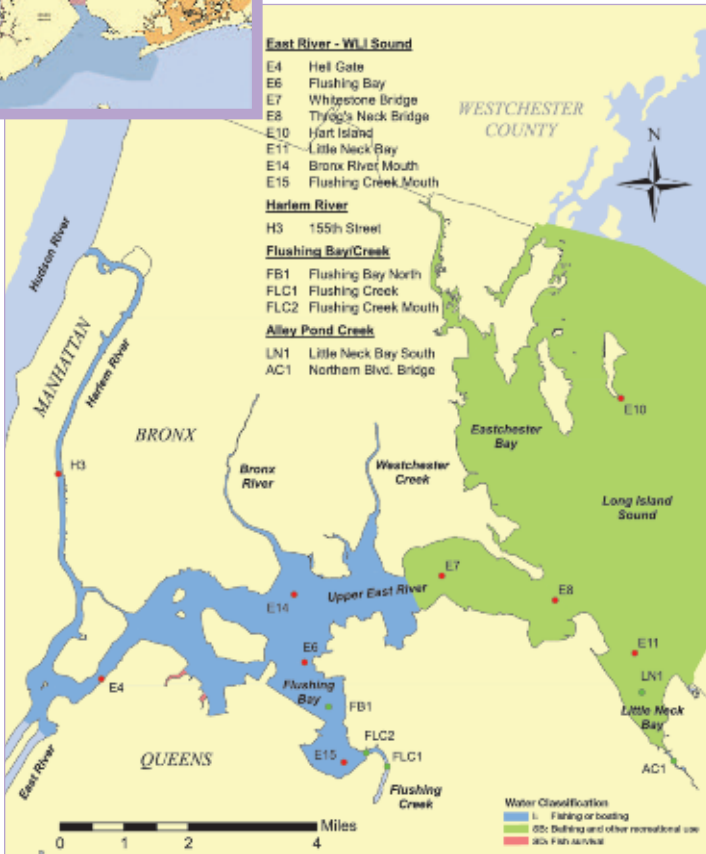 East River - WLI Sound
E4 Hell Gate
E6 Flushing Bay
E7 Whitestone Bridge
E8 Throg's Neck Bridge
E10 Hart Island
E11 Little Neck Bay
E14 Bronx River Mouth
E15 Flushing Creek Mouth
Harlem River
H3 155th Street
Flushing Bay/Creek
FB1 Flushing Bay North
FLC1 Flushing Creek
FLC2 Flushing Creek Mouth
Alley Pond Creek
LN1 Little Neck Bay South
AC1 Northern Blvd. Bridge
WESTCHESTER
COUNTY
N
Hudson River
MANHATTAN
Harlem River
BRONX
H3
Bronx
River
Westchester
Creek
Eastchester
Bay
E10
Long Island
Sound
E7
E8
Upper East River
E14
E6
E11
LN1
Little Neck
Bay
AC1
E4
Flushing
Bay
FB1
FLC2
FLC1
E15
Flushing
Creek
QUEENS
East River
Miles
0 1 2 4
Water Classification
I: Fishing or boating
SB: Bathing and other recreational use
SD: Fish survival